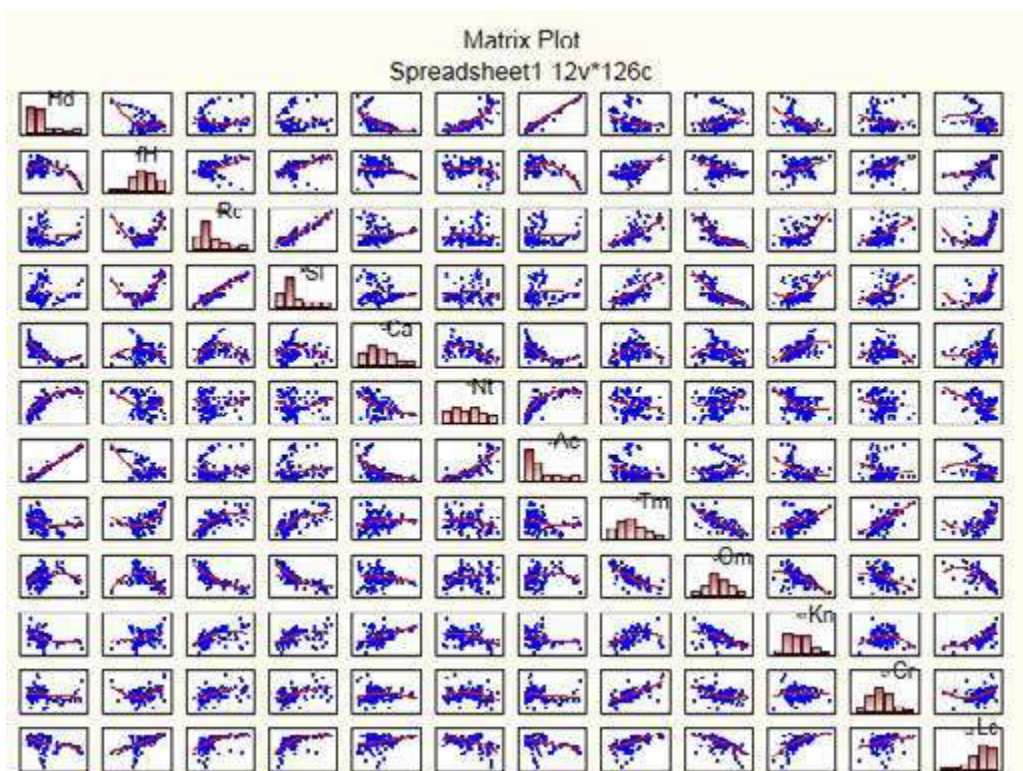 Matrix Plot
Spreadsheet1 12v*126c
Hd
fH
Rc
Sl
Ca
Nt
Ac
Tm
Om
Kn
Cr
Lc